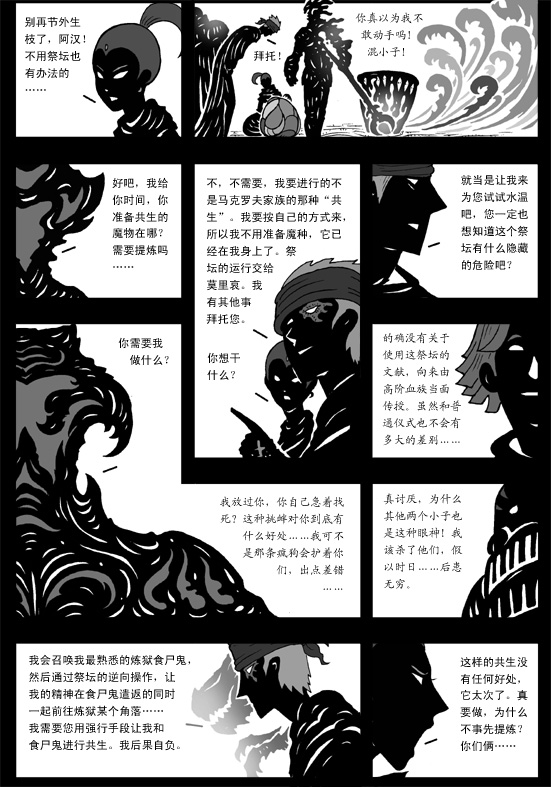 别再节外生
枝了，阿汉！
不用祭坛也
有办法的
……
拜托！
你真以为我不
敢动手吗！
混小子！
好吧，我给
你时间，你
准备共生的
魔物在哪？
需要提炼吗
……
不，不需要，我要进行的不
是马克罗夫家族的那种“共
生”。我要按自己的方式来，
所以我不用准备魔种，它已
经在我身上了。祭
坛的运行交给
莫里哀。我
有其他事
拜托您。
你想干
什么？
就当是让我来
为您试试水温
吧，您一定也
想知道这个祭
坛有什么隐藏
的危险吧？
你需要我
做什么？
的确没有关于
使用这祭坛的
文献，向来由
高阶血族当面
传授。虽然和普
通仪式也不会有
多大的差别……
我放过你，你自己急着找
死？这种挑衅对你到底有
什么好处……我可不
是那条疯狗会护着你
们，出点差错
……
真讨厌，为什么
其他两个小子也
是这种眼神！我
该杀了他们，假
以时日……后患
无穷。
我会召唤我最熟悉的炼狱食尸鬼，
然后通过祭坛的逆向操作，让
我的精神在食尸鬼遣返的同时
一起前往炼狱某个角落……
我需要您用强行手段让我和
食尸鬼进行共生。我后果自负。
这样的共生没
有任何好处，
它太次了。真
要做，为什么
不事先提炼？
你们俩……